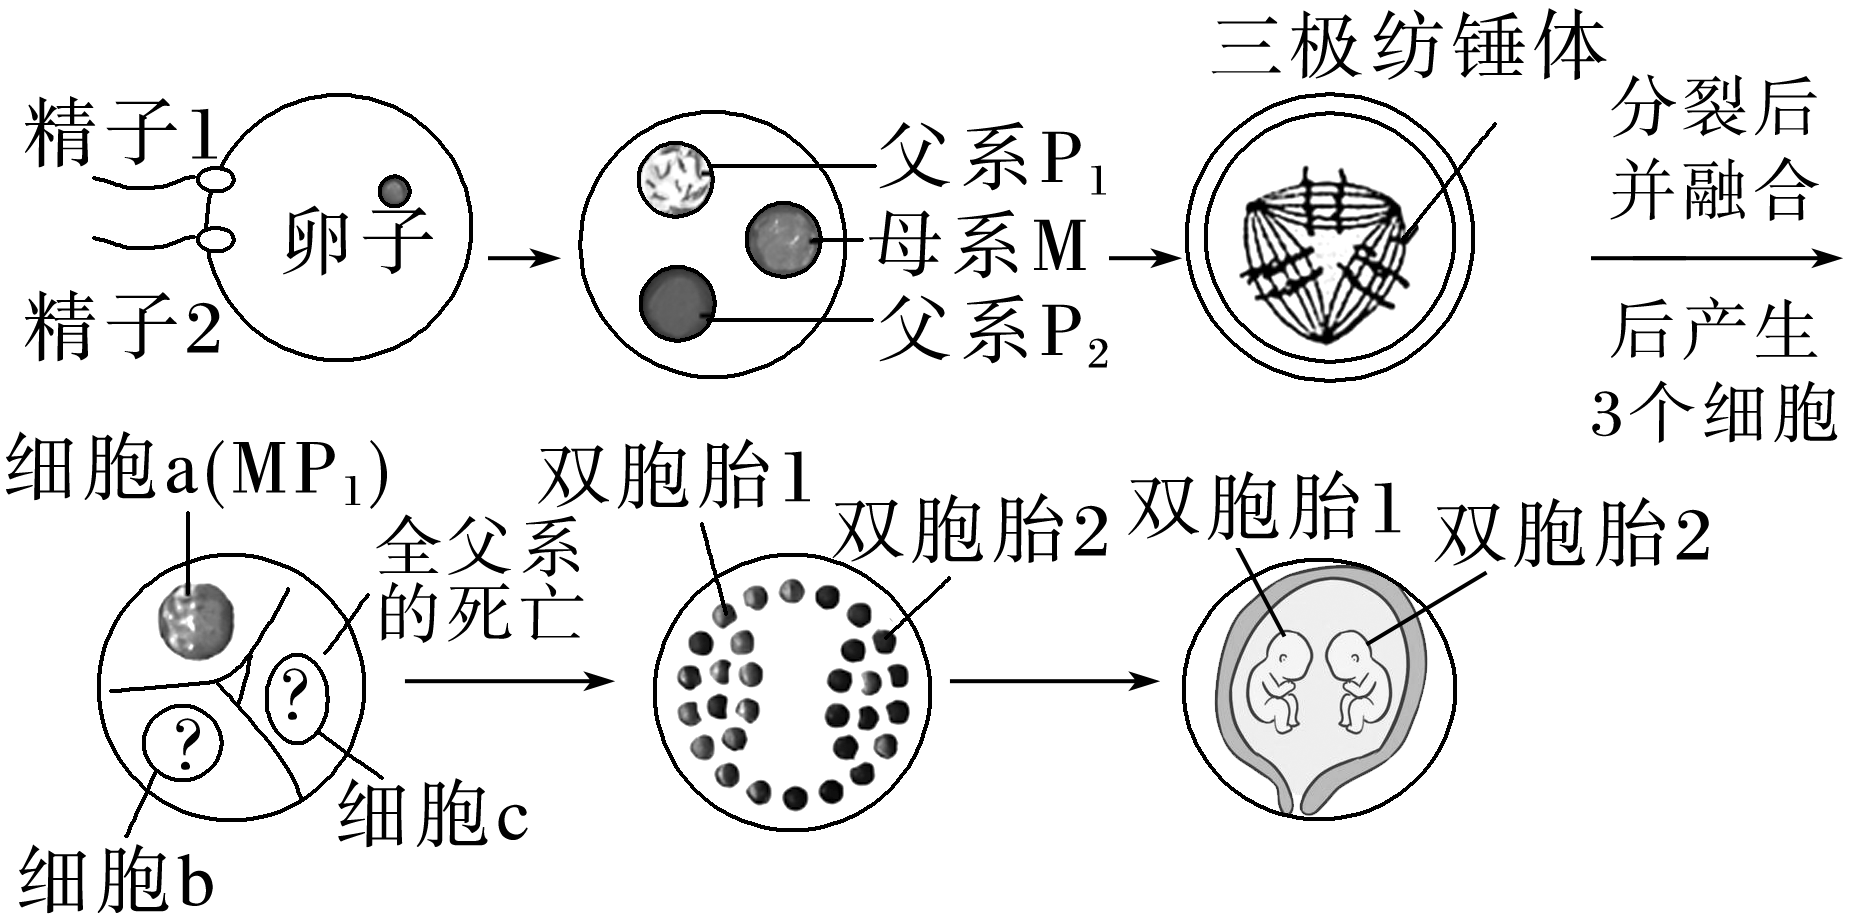 精子1
卵子
精子2
父系P₁
母系M
父系P₂
三极纺锤体
分裂后
并融合
后产生
3个细胞
细胞a(MP₁)
全父系
的死亡
?
?
细胞b
细胞c
双胞胎1
双胞胎2
双胞胎1
双胞胎2